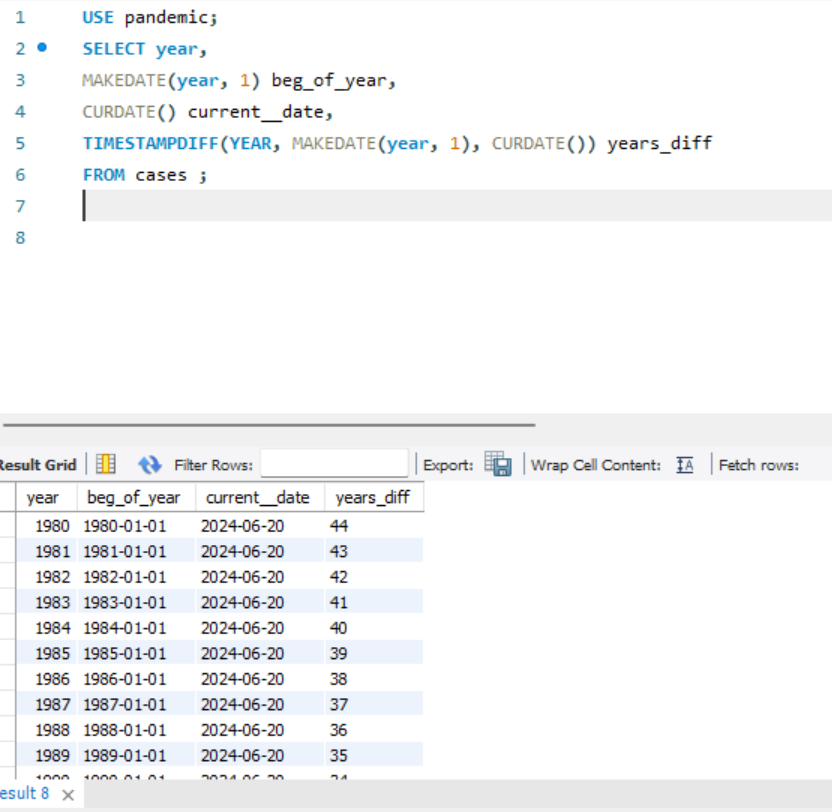 1 USE pandemic;
2 SELECT year,
3 MAKEDATE(year, 1) beg_of_year,
4 CURDATE() current__date,
5 TIMESTAMPDIFF(YEAR, MAKEDATE(year, 1), CURDATE()) years_diff
6 FROM cases ;
7
8
Result Grid Filter Rows: Export: Wrap Cell Content: Fetch rows:
year beg_of_year current__date years_diff
1980 1980-01-01 2024-06-20 44
1981 1981-01-01 2024-06-20 43
1982 1982-01-01 2024-06-20 42
1983 1983-01-01 2024-06-20 41
1984 1984-01-01 2024-06-20 40
1985 1985-01-01 2024-06-20 39
1986 1986-01-01 2024-06-20 38
1987 1987-01-01 2024-06-20 37
1988 1988-01-01 2024-06-20 36
1989 1989-01-01 2024-06-20 35
esult 8